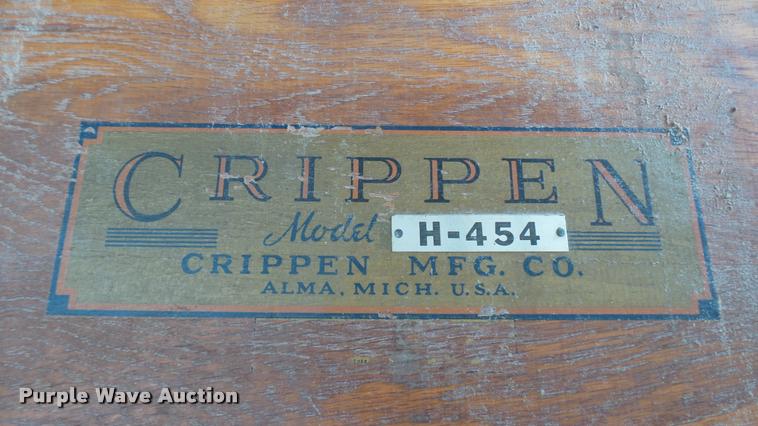 CRIPPEN
Model H-454
CRIPPEN MFG. CO.
ALMA, MICH. U.S.A.
Purple Wave Auction